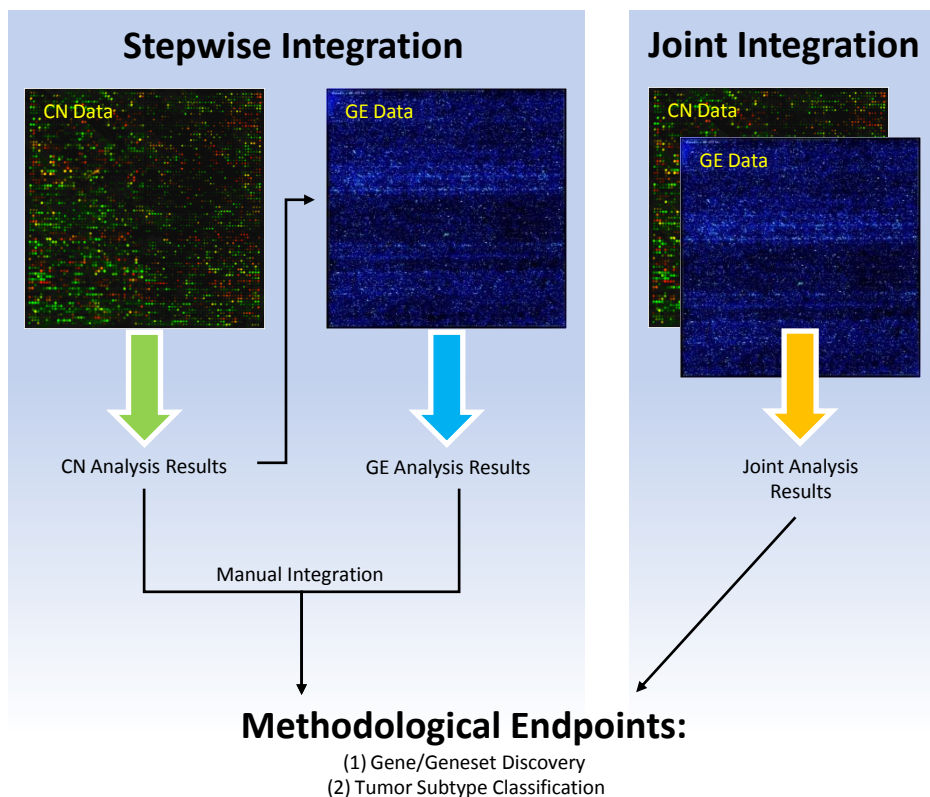 Stepwise Integration
CN Data
GE Data
CN Analysis Results
GE Analysis Results
Manual Integration
Joint Integration
CN Data
GE Data
Joint Analysis
Results
Methodological Endpoints:
(1) Gene/Geneset Discovery
(2) Tumor Subtype Classification